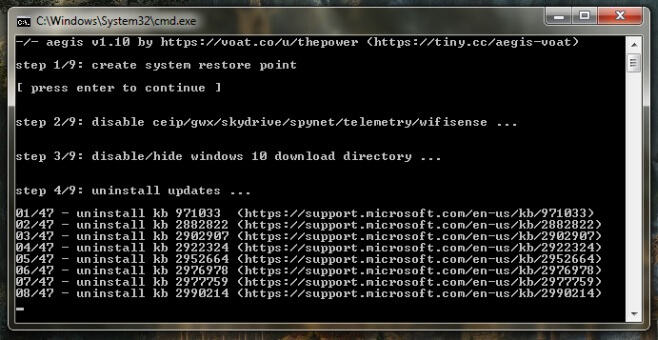 C:\Windows\System32\cmd.exe
-/- aegis v1.10 by https://voat.co/u/thepower (https://tiny.cc/aegis-voat)
step 1/9: create system restore point
[ press enter to continue ]
step 2/9: disable ceip/gwx/skydrive/spynet/telemetry/wifisense ...
step 3/9: disable/hide windows 10 download directory ...
step 4/9: uninstall updates ...
01/47 - uninstall kb 971033  (https://support.microsoft.com/en-us/kb/971033)
02/47 - uninstall kb 2882822 (https://support.microsoft.com/en-us/kb/2882822)
03/47 - uninstall kb 2902907 (https://support.microsoft.com/en-us/kb/2902907)
04/47 - uninstall kb 2922324 (https://support.microsoft.com/en-us/kb/2922324)
05/47 - uninstall kb 2952664 (https://support.microsoft.com/en-us/kb/2952664)
06/47 - uninstall kb 2976978 (https://support.microsoft.com/en-us/kb/2976978)
07/47 - uninstall kb 2977759 (https://support.microsoft.com/en-us/kb/2977759)
08/47 - uninstall kb 2990214 (https://support.microsoft.com/en-us/kb/2990214)